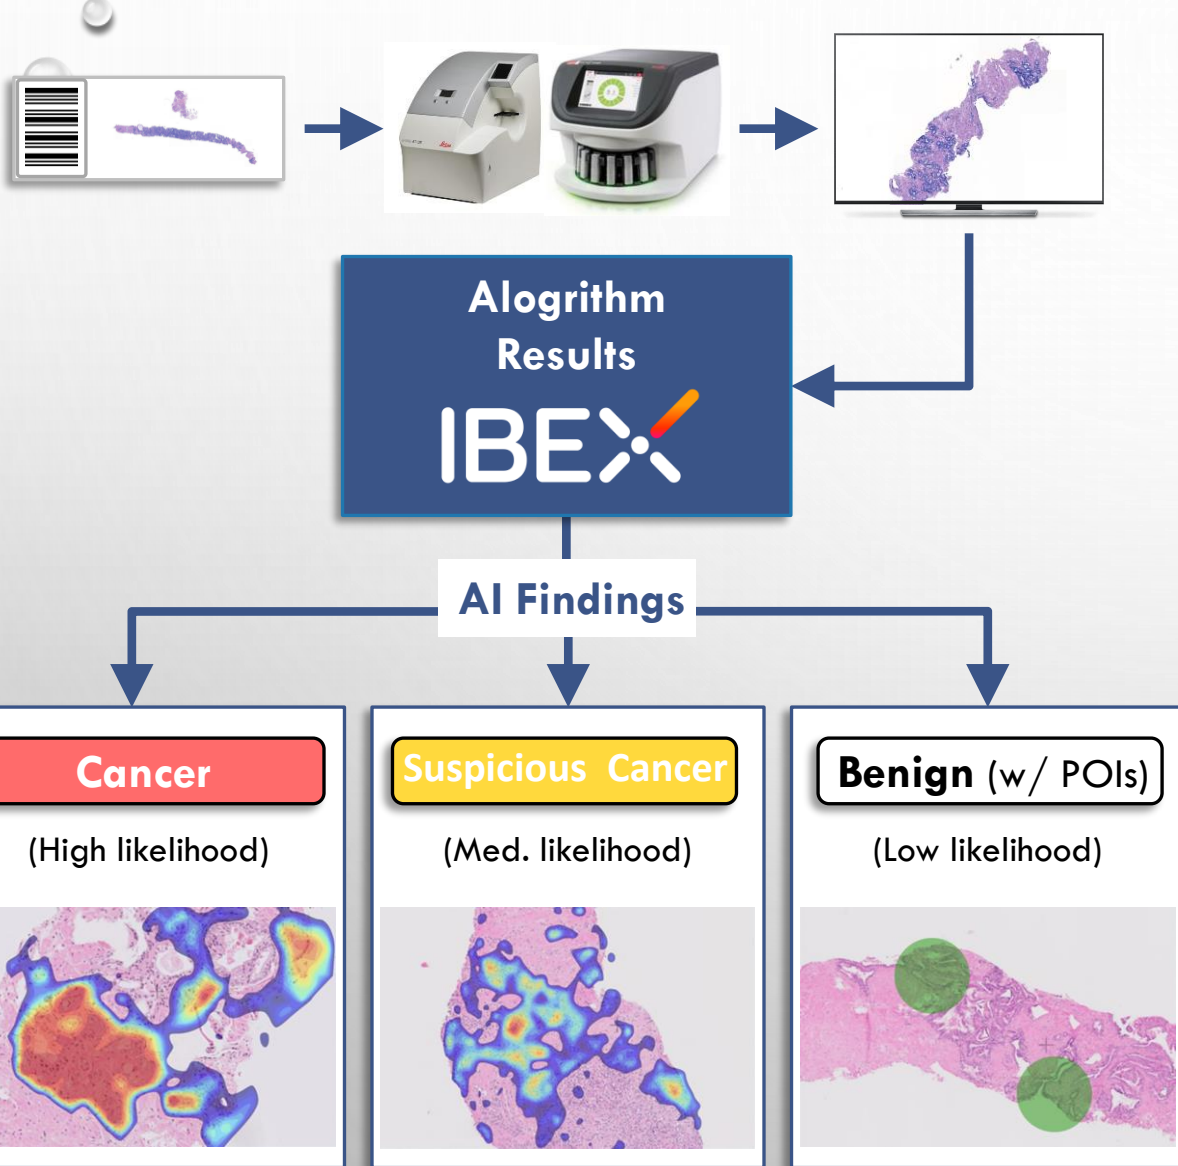 Alogrithm
Results
IBEX
AI Findings
Cancer
Suspicious Cancer
Benign (w/ POIs)
(High likelihood)
(Med. likelihood)
(Low likelihood)